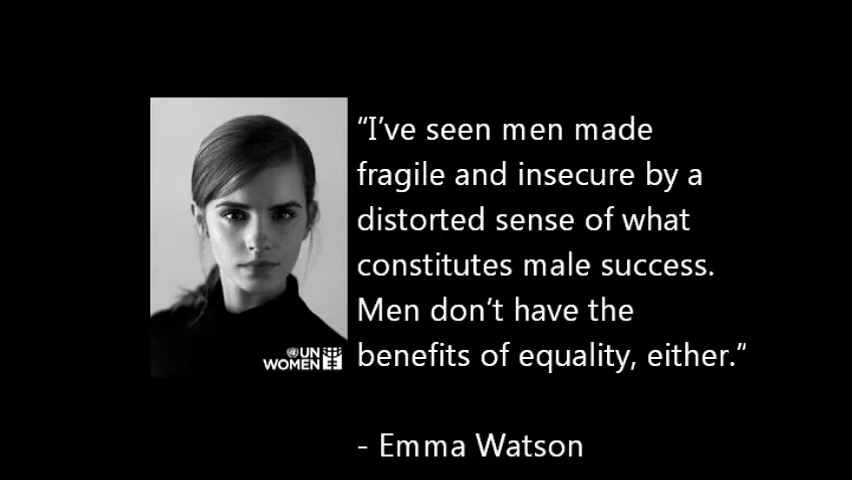 “I’ve seen men made
fragile and insecure by a
distorted sense of what
constitutes male success.
Men don’t have the
benefits of equality, either.“
- Emma Watson
UN
WOMEN